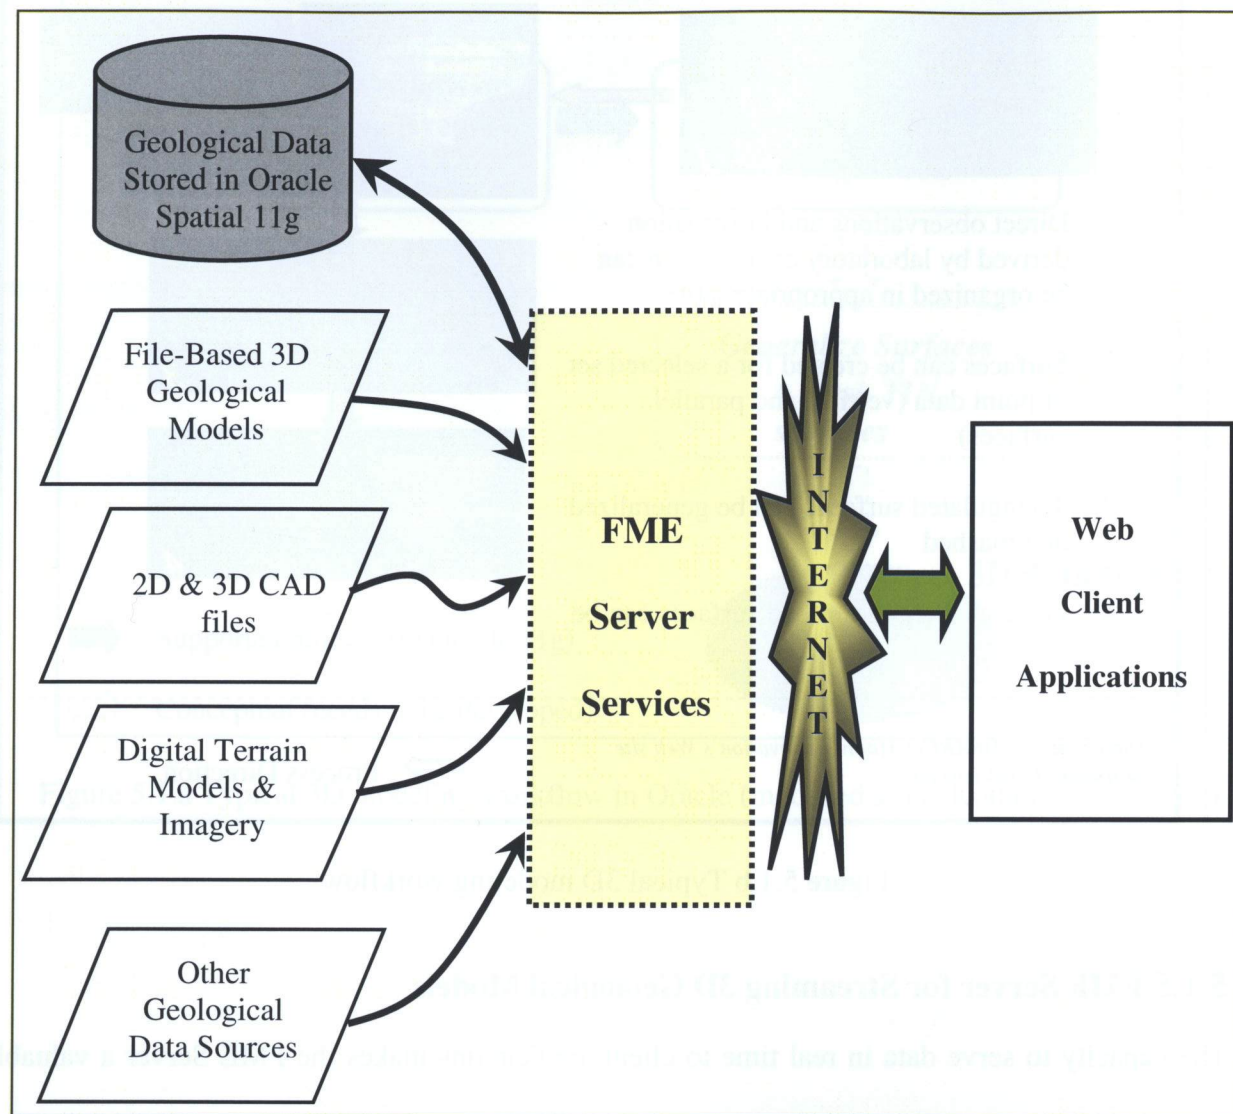 Geological Data
Stored in Oracle
Spatial 11g
File-Based 3D
Geological
Models
2D & 3D CAD
files
Digital Terrain
Models &
Imagery
Other
Geological
Data Sources
FME
Server
Services
INTERNET
Web
Client
Applications